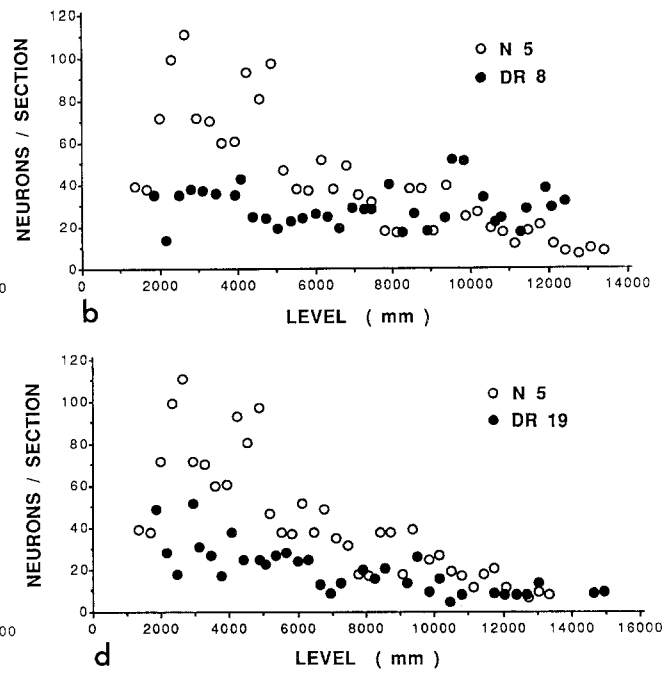 120
100
80
60
40
20
0
NEURONS / SECTION
N 5
DR 8
0 2000 4000 6000 8000 10000 12000 14000
0
b
LEVEL ( mm )
120
100
80
60
40
20
0
NEURONS / SECTION
N 5
DR 19
00
0 2000 4000 6000 8000 10000 12000 14000 16000
d
LEVEL ( mm )